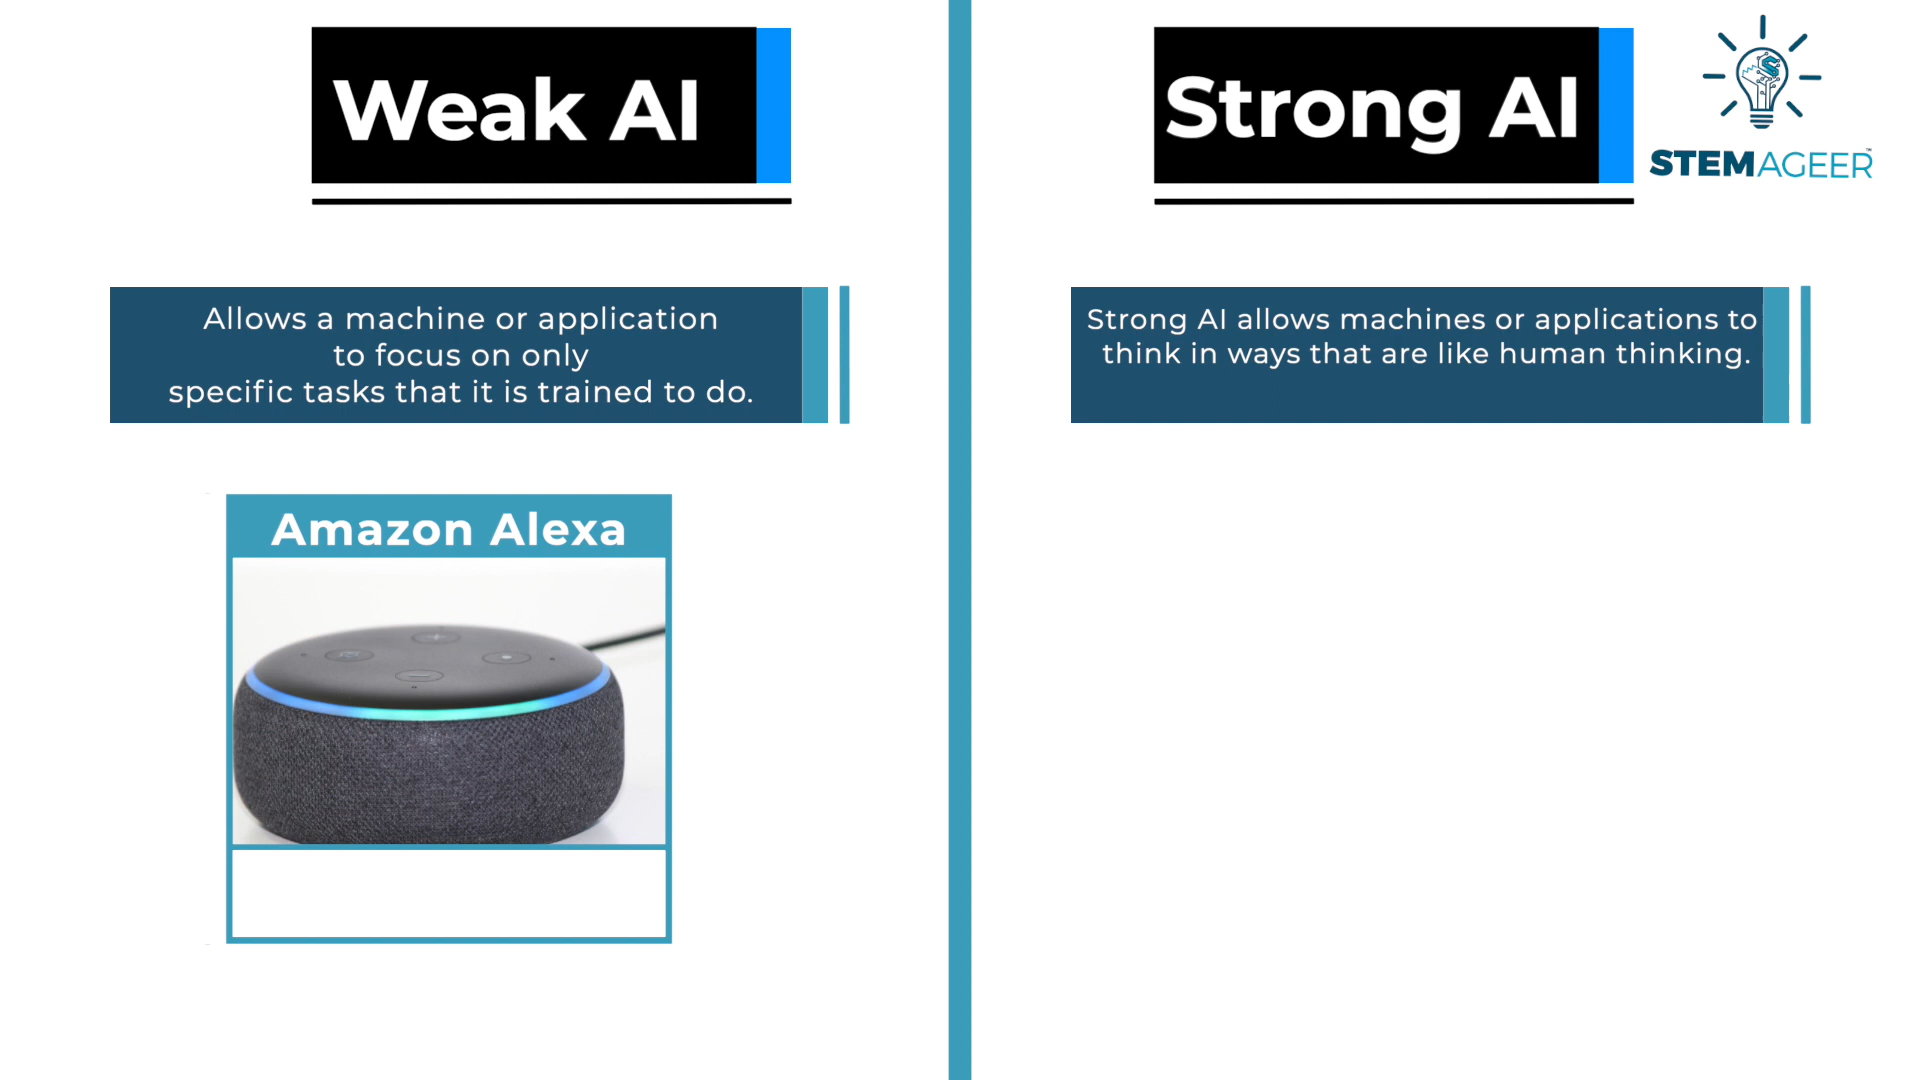 Weak AI
Allows a machine or application
to focus on only
specific tasks that it is trained to do.
Amazon Alexa
Strong AI
STEMAGEER™
Strong AI allows machines or applications to
think in ways that are like human thinking.